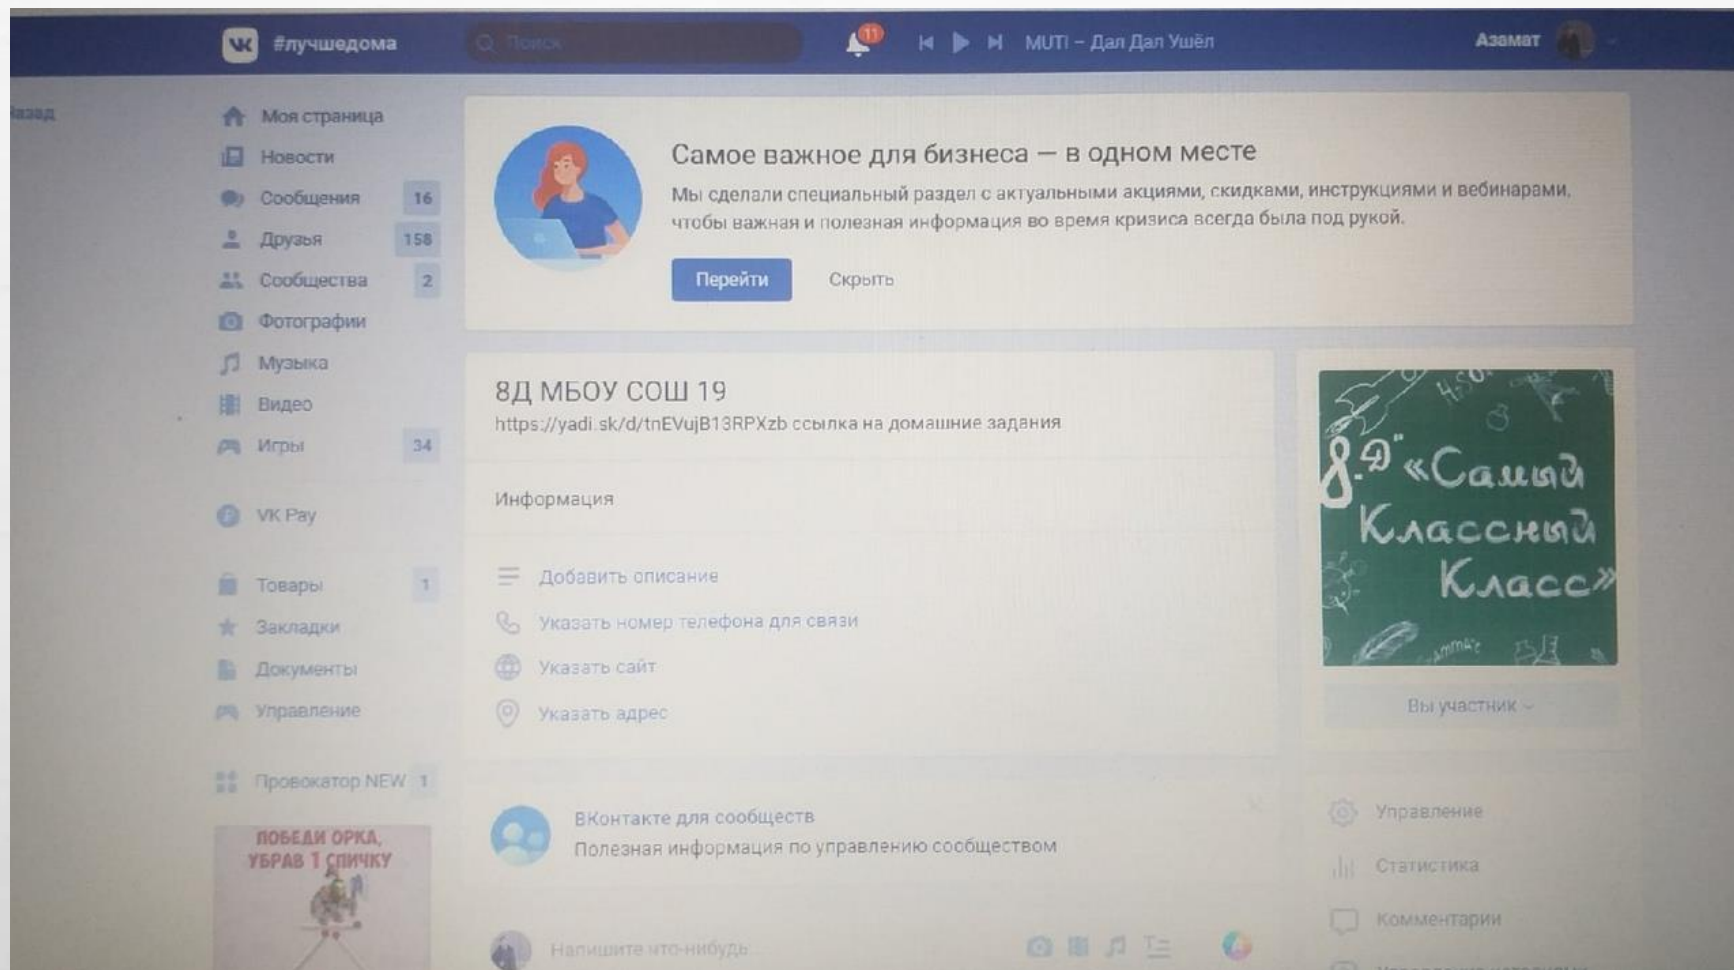 #лучшедома
Поиск
11
MUTI – Дал Дал Ушёл
Азамат
Назад
Моя страница
Новости
Сообщения 16
Друзья 158
Сообщества 2
Фотографии
Музыка
Видео
Игры 34
VK Pay
Товары 1
Закладки
Документы
Управление
Провокатор NEW 1
ПОБЕДИ ОРКА,
УБРАВ 1 СПИЧКУ
Самое важное для бизнеса — в одном месте
Мы сделали специальный раздел с актуальными акциями, скидками, инструкциями и вебинарами,
чтобы важная и полезная информация во время кризиса всегда была под рукой.
Перейти Скрыть
8Д МБОУ СОШ 19
https://yadi.sk/d/tnEVujB13RPXzb ссылка на домашние задания
Информация
Добавить описание
Указать номер телефона для связи
Указать сайт
Указать адрес
ВКонтакте для сообществ
Полезная информация по управлению сообществом
Напишите что-нибудь...
8 "Д" «Самый
Классный
Класс»
Вы участник
Управление
Статистика
Комментарии